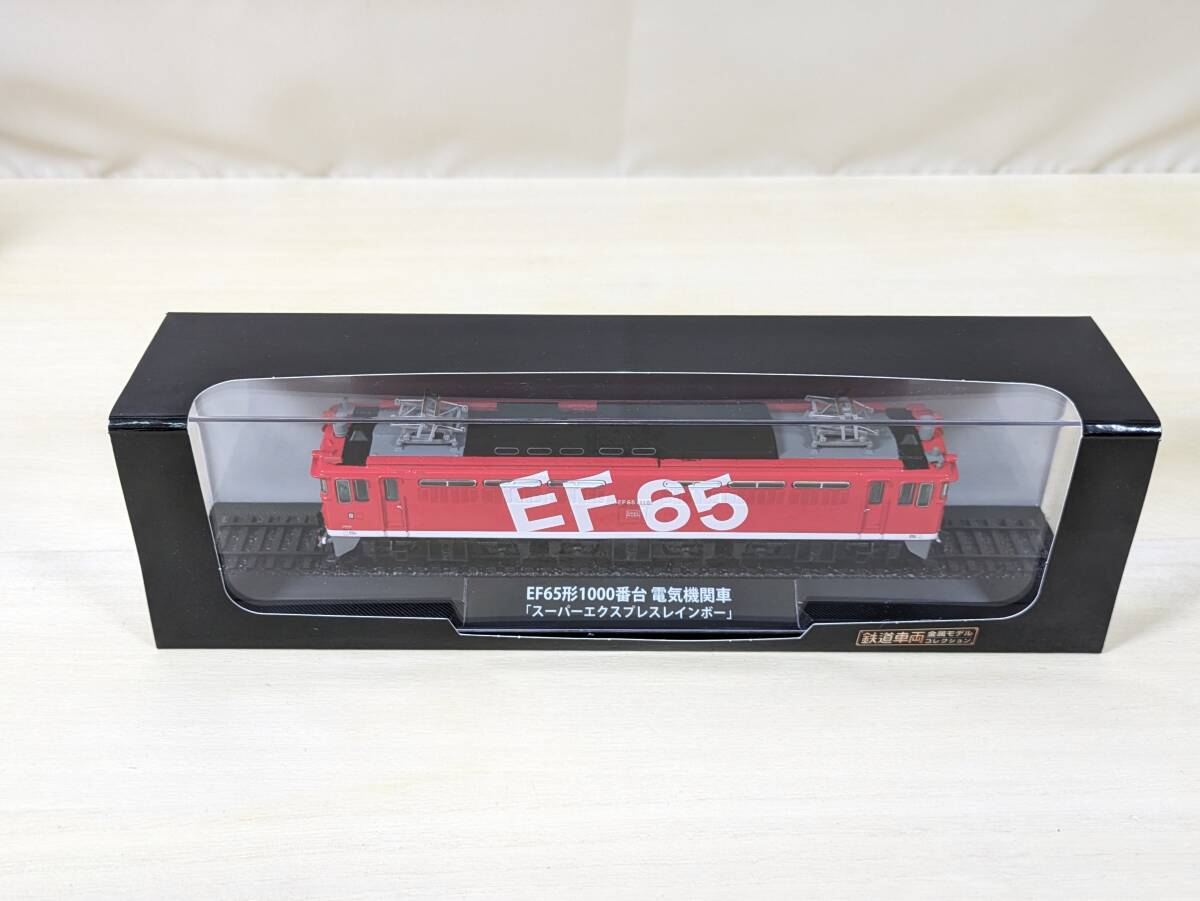 EF 65
EF65形1000番台 電気機関車
「スーパーエクスプレスレインボー」
鉄道車両
金属モデル
コレクション